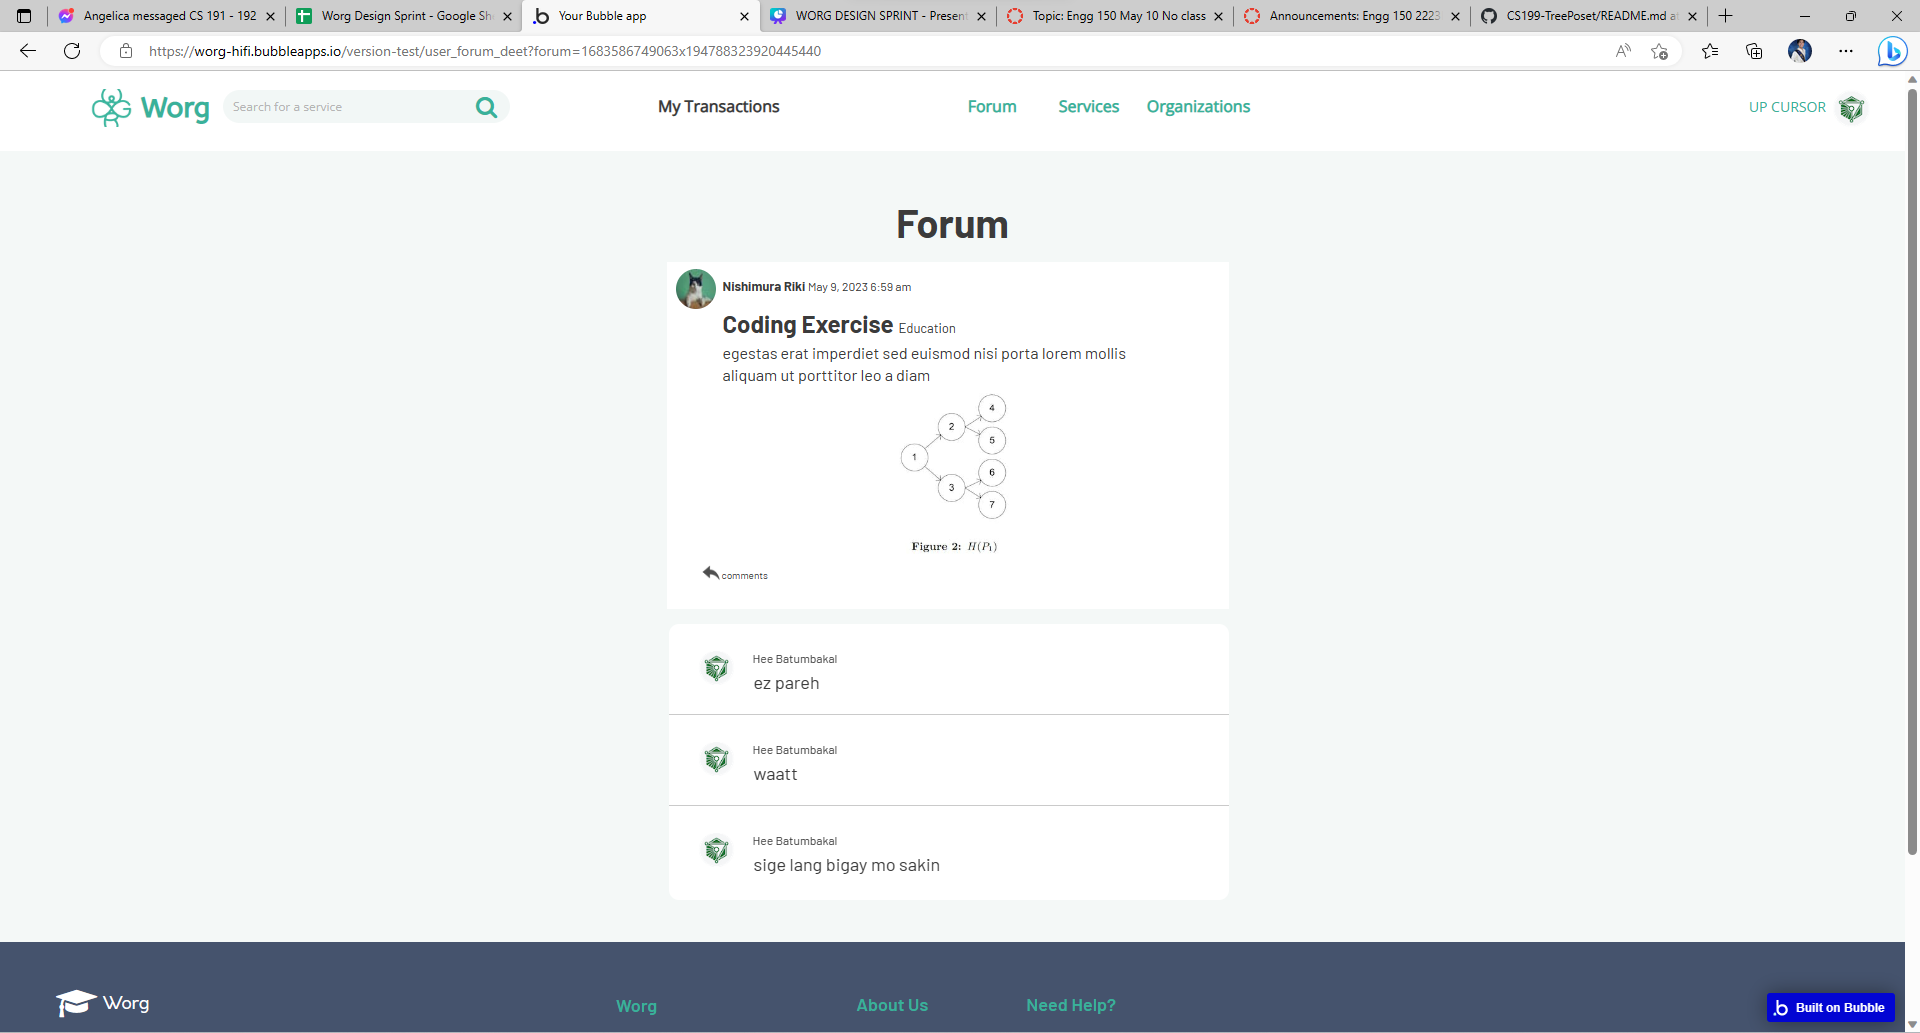 Angelica messaged CS 191 - 192
Worg Design Sprint - Google Sh
Your Bubble app
WORG DESIGN SPRINT - Present
Topic: Engg 150 May 10 No class
Announcements: Engg 150 2223
CS199-TreePoset/README.md at
https://worg-hifi.bubbleapps.io/version-test/user_forum_deet?forum=1683586749063x194788323920445440
Worg
Search for a service
My Transactions
Forum
Services
Organizations
UP CURSOR
Forum
Nishimura Riki May 9, 2023 6:59 am
Coding Exercise Education
egestas erat imperdiet sed euismod nisi porta lorem mollis
aliquam ut porttitor leo a diam
4
2
5
1
6
3
7
Figure 2: H(P₁)
comments
Hee Batumbakal
ez pareh
Hee Batumbakal
waatt
Hee Batumbakal
sige lang bigay mo sakin
Worg
Worg
About Us
Need Help?
b Built on Bubble